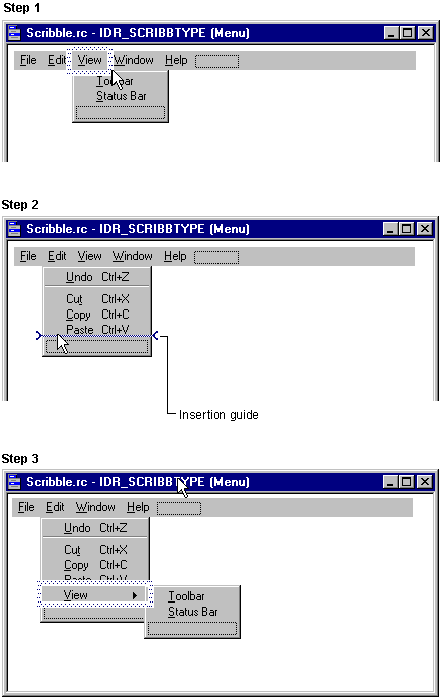 Step 1
Scribble.rc - IDR_SCRIBBTYPE (Menu)
File Edit View Window Help
Toolbar
Status Bar
Step 2
Scribble.rc - IDR_SCRIBBTYPE (Menu)
File Edit View Window Help
Undo Ctrl+Z
Cut Ctrl+X
Copy Ctrl+C
Paste Ctrl+V
Insertion guide
Step 3
Scribble.rc - IDR_SCRIBBTYPE (Menu)
File Edit Window Help
Undo Ctrl+Z
Cut Ctrl+X
Copy Ctrl+C
Paste Ctrl+V
View
Toolbar
Status Bar